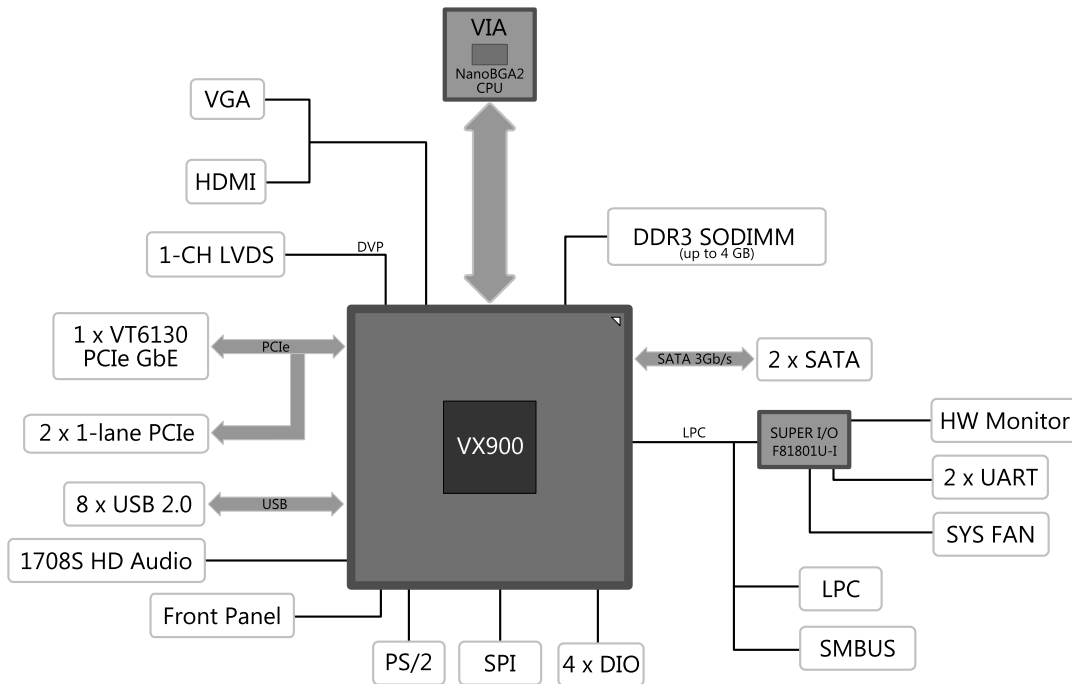 VIA
NanoBGA2
CPU
VGA
HDMI
1-CH LVDS
DVP
DDR3 SODIMM
(up to 4 GB)
1 x VT6130
PCIe GbE
PCIe
SATA 3Gb/s
2 x SATA
2 x 1-lane PCIe
VX900
LPC
SUPER I/O
F81801U-I
HW Monitor
2 x UART
8 x USB 2.0
USB
SYS FAN
1708S HD Audio
LPC
Front Panel
SMBUS
PS/2
SPI
4 x DIO